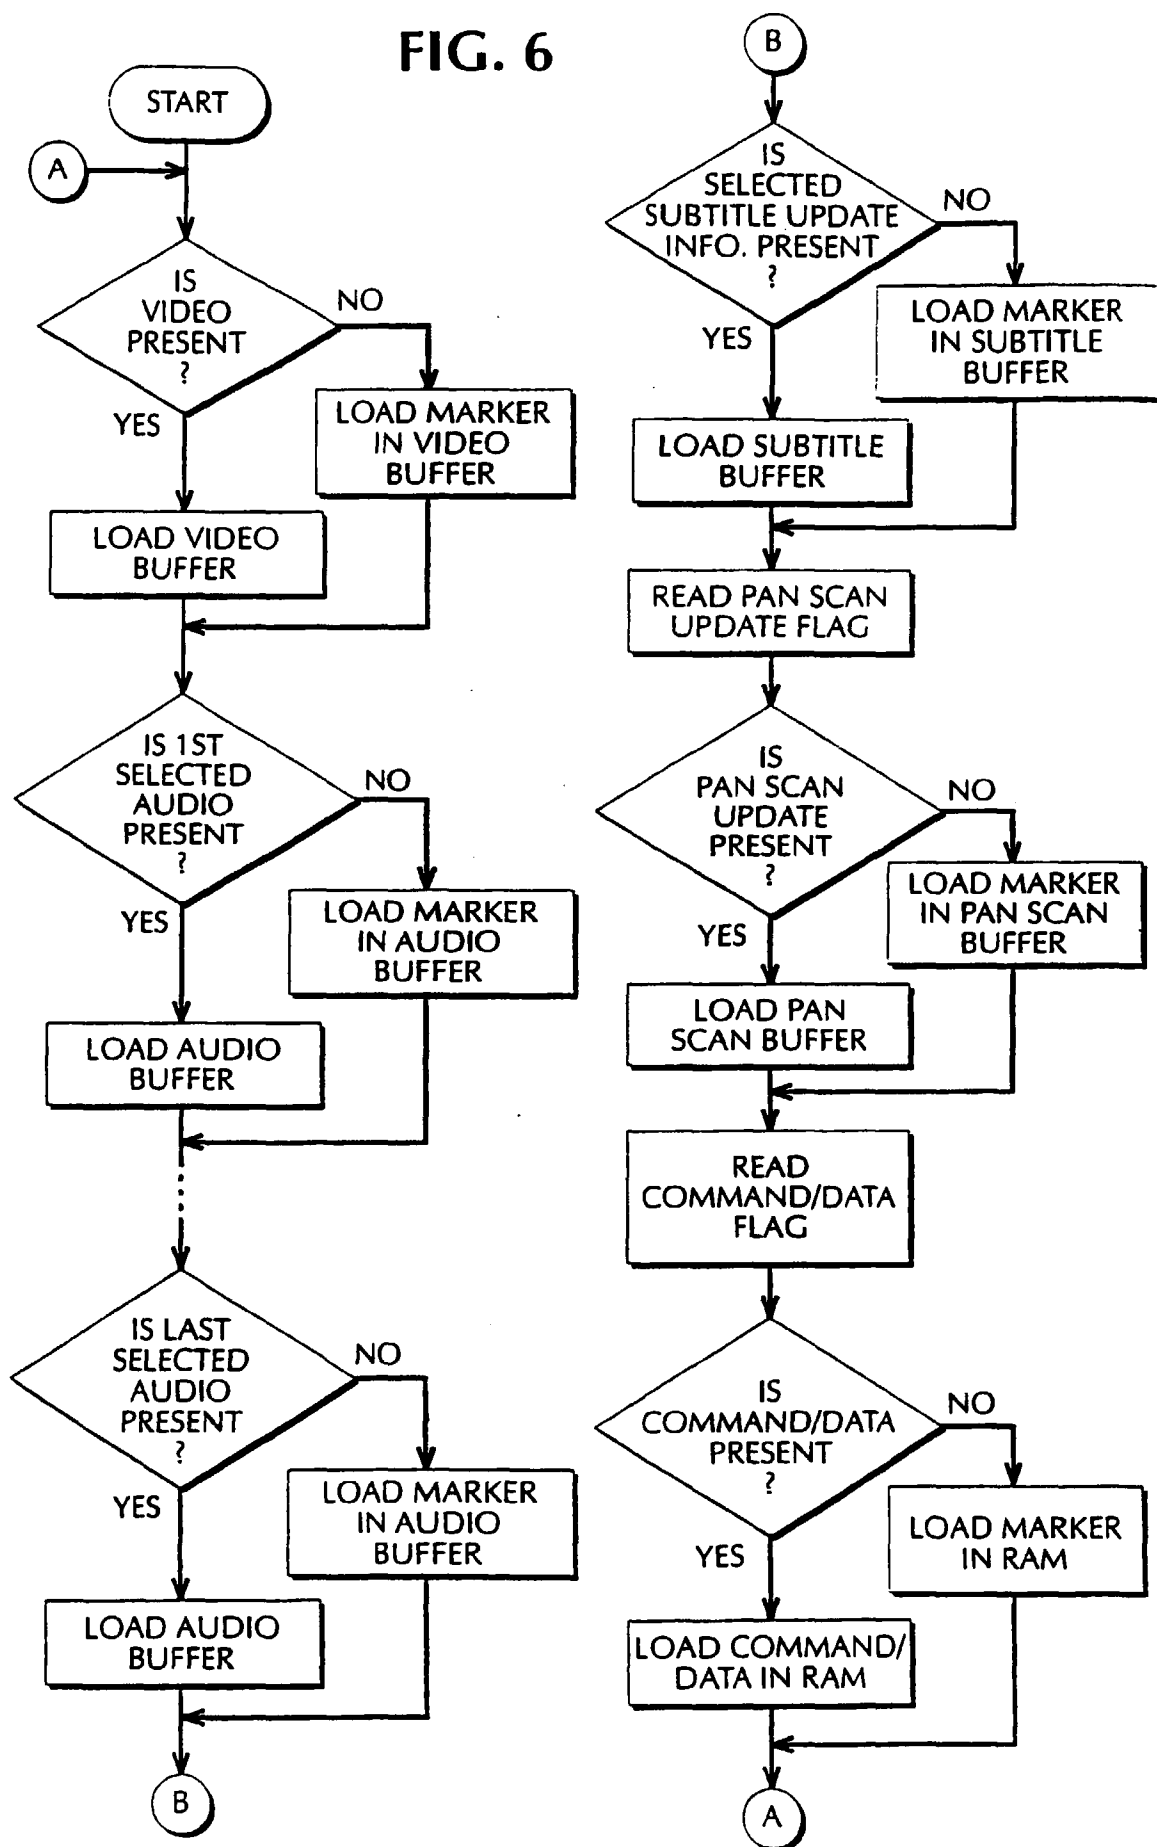 FIG. 6
START
A
IS
VIDEO
PRESENT
?
NO
YES
LOAD MARKER
IN VIDEO
BUFFER
LOAD VIDEO
BUFFER
IS 1ST
SELECTED
AUDIO
PRESENT
?
NO
YES
LOAD MARKER
IN AUDIO
BUFFER
LOAD AUDIO
BUFFER
IS LAST
SELECTED
AUDIO
PRESENT
?
NO
YES
LOAD MARKER
IN AUDIO
BUFFER
LOAD AUDIO
BUFFER
B
B
IS
SELECTED
SUBTITLE UPDATE
INFO. PRESENT
?
NO
YES
LOAD MARKER
IN SUBTITLE
BUFFER
LOAD SUBTITLE
BUFFER
READ PAN SCAN
UPDATE FLAG
IS
PAN SCAN
UPDATE
PRESENT
?
NO
YES
LOAD MARKER
IN PAN SCAN
BUFFER
LOAD PAN
SCAN BUFFER
READ
COMMAND/DATA
FLAG
IS
COMMAND/DATA
PRESENT
?
NO
YES
LOAD MARKER
IN RAM
LOAD COMMAND/
DATA IN RAM
A